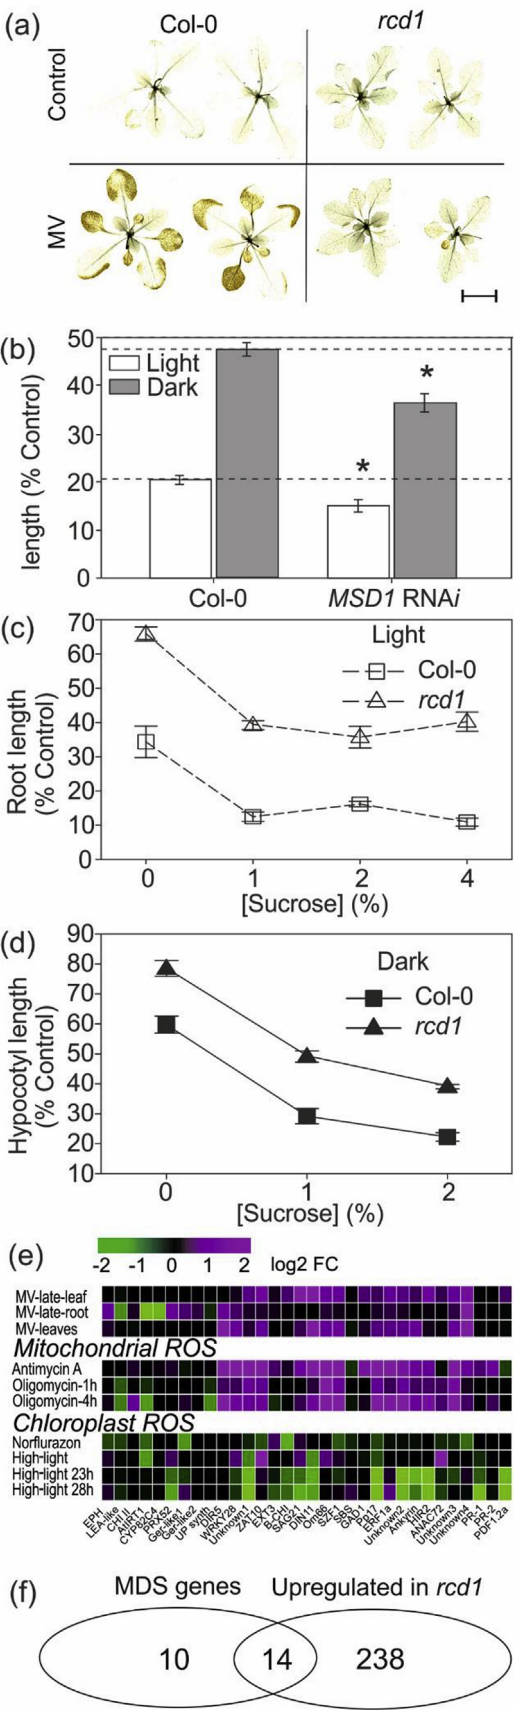 (a)
Col-0
rcd1
Control
MV
(b)
50
40
30
20
10
0
length (% Control)
Light
Dark
*
*
Col-0
MSD1 RNAi
(c)
70
60
50
40
30
20
10
0
Root length
(% Control)
Light
Col-0
rcd1
0
1
2
4
[Sucrose] (%)
(d)
90
80
70
60
50
40
30
20
10
Hypocotyl length
(% Control)
Dark
Col-0
rcd1
0
1
2
[Sucrose] (%)
(e)
-2 -1 0 1 2 log2 FC
MV-late-leaf
MV-late-root
MV-leaves
Mitochondrial ROS
Antimycin A
Oligomycin-1h
Oligomycin-4h
Chloroplast ROS
Norflurazon
High-light
High-light 23h
High-light 28h
EPH
LEA-like
CHI II
AtIRT1
CYP82C4
PRX52
Ger-like1
Ger-like2
UP synth
DR5
WRKY28
Unknown1
ZAT10
EXT3
B-CHI
SAG21
DIN11
Om66
SZF1
SBS
GAD1
PB17
ERF1a
Unknown2
HIR2
ANAC72
Unknown3
Unknown4
PR-1
PR-2
PDF1.2a
(f)
MDS genes
Upregulated in rcd1
10
14
238